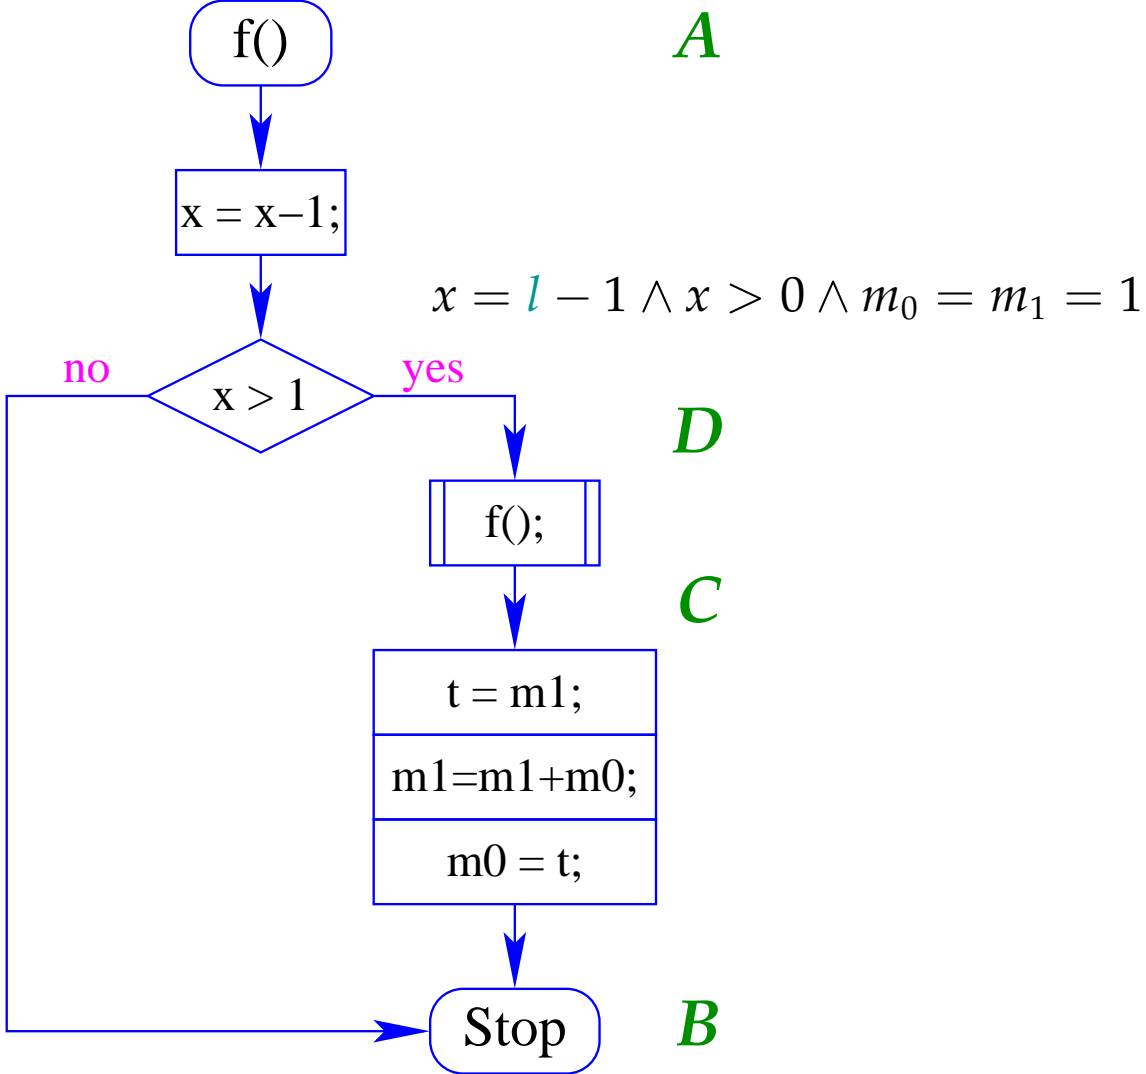 f()
A
x = x−1;
x = l − 1 ∧ x > 0 ∧ m₀ = m₁ = 1
no
yes
x > 1
D
f();
C
t = m1;
m1=m1+m0;
m0 = t;
Stop
B